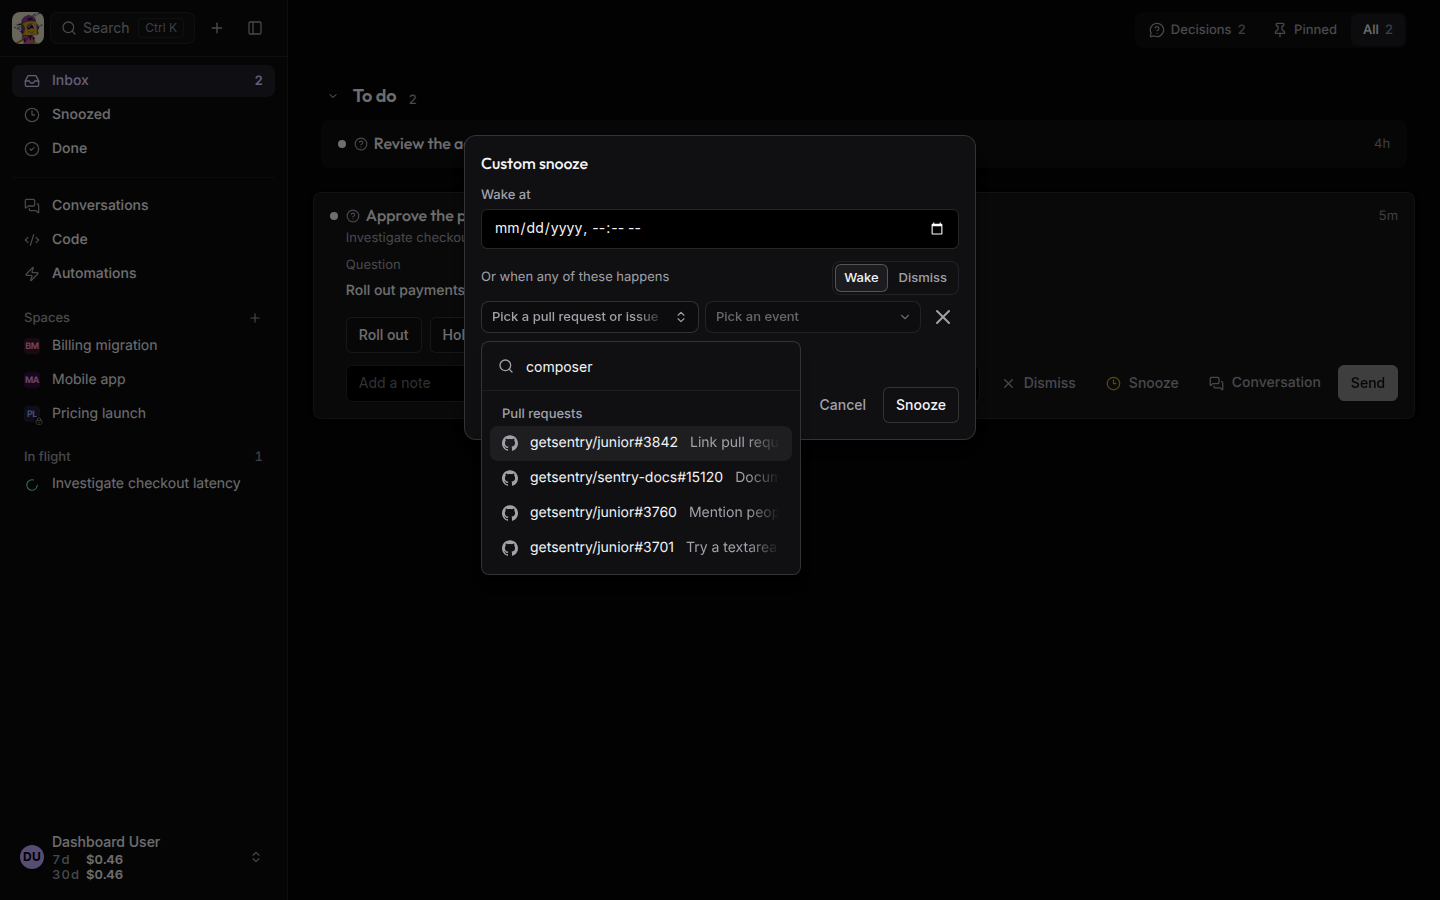 Search Ctrl K
Decisions 2
Pinned
All 2
Inbox 2
Snoozed
Done
Conversations
Code
Automations
Spaces
BM Billing migration
MA Mobile app
PL Pricing launch
In flight 1
Investigate checkout latency
Dashboard User
DU
7d $0.46
30d $0.46
To do 2
Review the a
4h
Approve the p
5m
Investigate checkou
Question
Roll out payments
Roll out
Hol
Add a note
Dismiss
Snooze
Conversation
Send
Custom snooze
Wake at
mm/dd/yyyy, --:-- --
Or when any of these happens
Wake
Dismiss
Pick a pull request or issue
Pick an event
composer
Pull requests
getsentry/junior#3842 Link pull requ
getsentry/sentry-docs#15120 Docum
getsentry/junior#3760 Mention peop
getsentry/junior#3701 Try a textarea
Cancel
Snooze